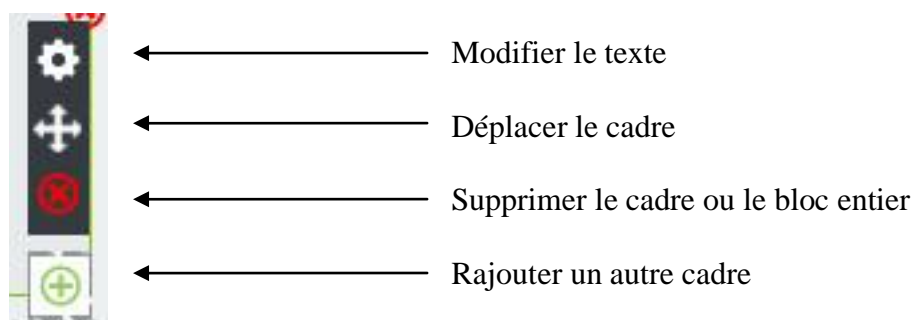 Modifier le texte
Déplacer le cadre
Supprimer le cadre ou le bloc entier
Rajouter un autre cadre